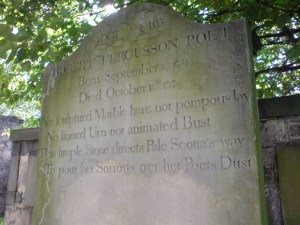 ROBERT FERGUSSON POET
Born September
Died October
No sculptured Marble here nor pompous lay
No storied Urn nor animated Bust
This simple Stone directs Pale Scotia's way
To pour her Sorrows o'er her Poets Dust